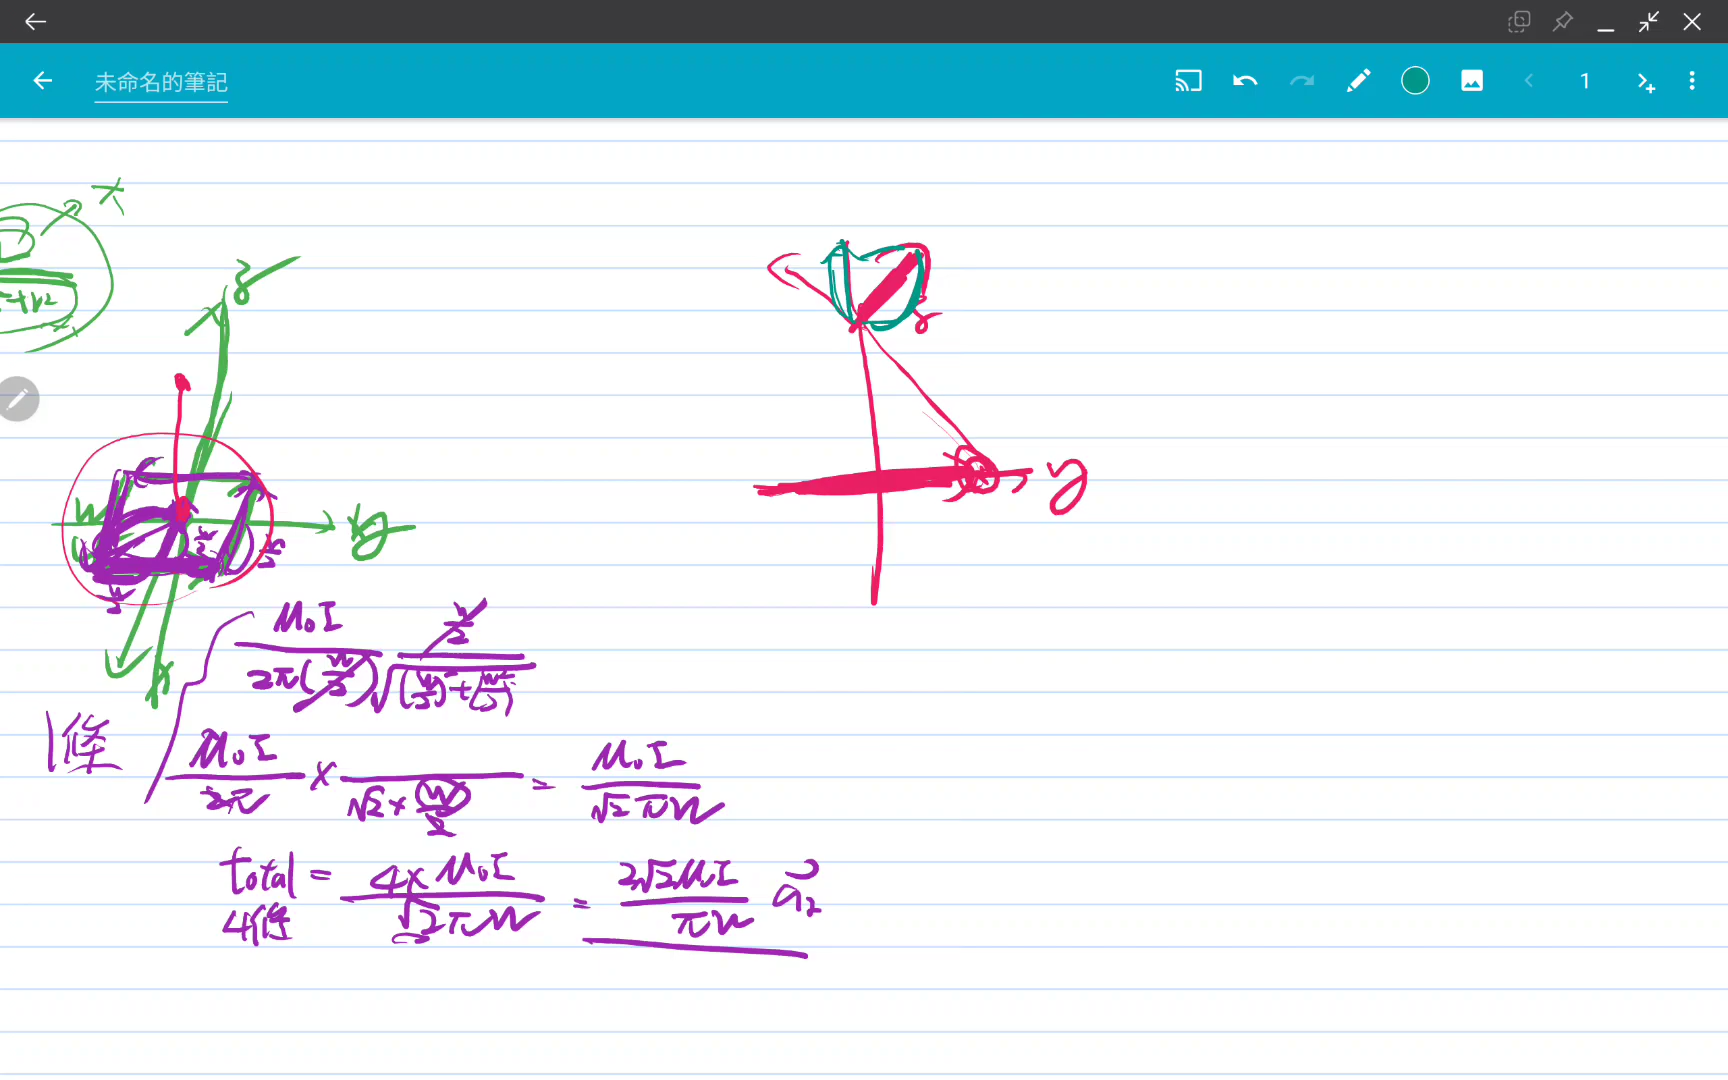 未命名的筆記
1
x
z
y
w
x
z
y
μ₀I / 2π(w/2) · w/2 / √((w/2)²+(w/2)²)
1條 μ₀I / 2π × 1 / √2 × w/2 = μ₀I / √2 πw
total 4條 = 4× μ₀I / √2 πw = 2√2 μ₀I / πw a_z